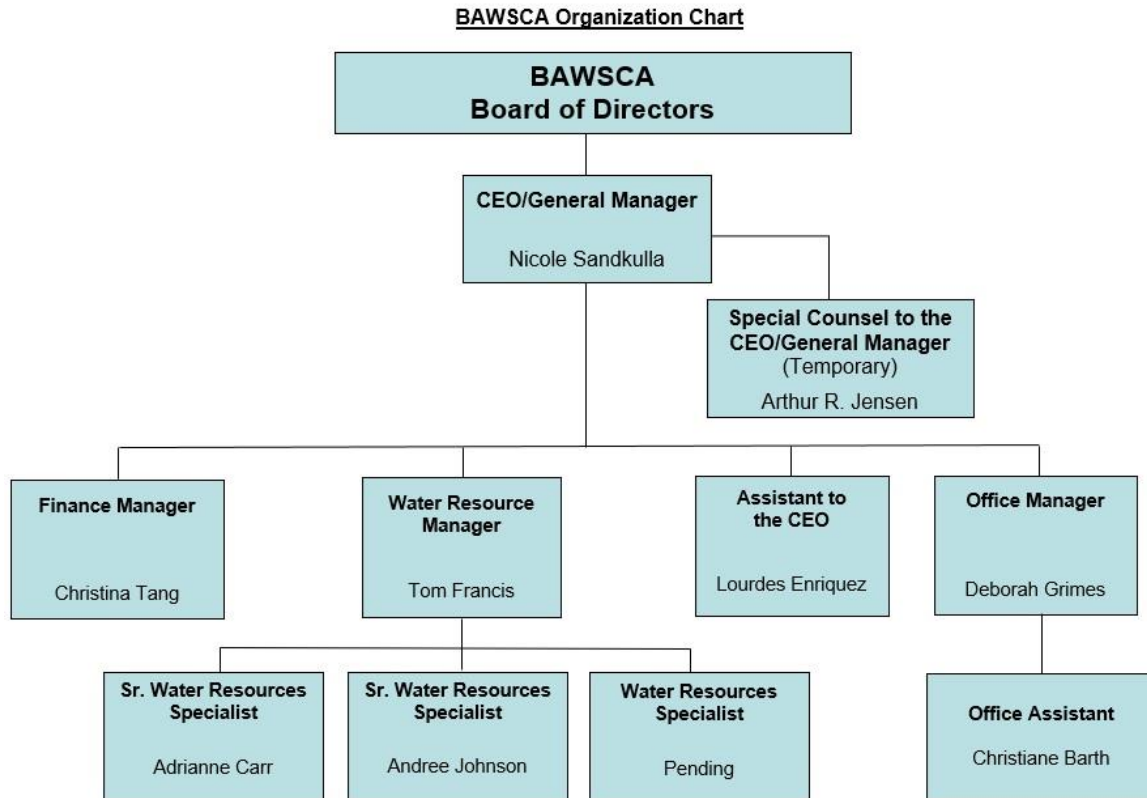 BAWSCA Organization Chart
BAWSCA
Board of Directors
CEO/General Manager
Nicole Sandkulla
Special Counsel to the
CEO/General Manager
(Temporary)
Arthur R. Jensen
Finance Manager
Christina Tang
Water Resource
Manager
Tom Francis
Assistant to
the CEO
Lourdes Enriquez
Office Manager
Deborah Grimes
Sr. Water Resources
Specialist
Adrianne Carr
Sr. Water Resources
Specialist
Andree Johnson
Water Resources
Specialist
Pending
Office Assistant
Christiane Barth